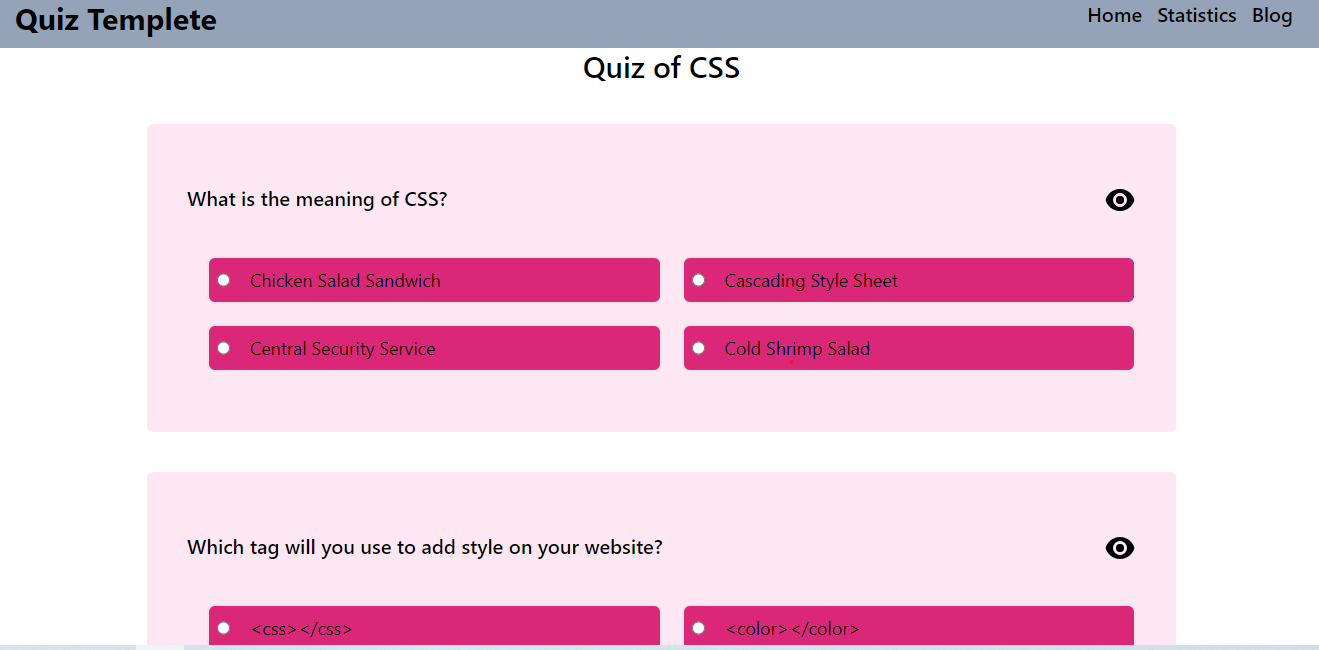 Quiz Templete
Home Statistics Blog
Quiz of CSS
What is the meaning of CSS?
Chicken Salad Sandwich
Cascading Style Sheet
Central Security Service
Cold Shrimp Salad
Which tag will you use to add style on your website?
<css></css>
<color></color>